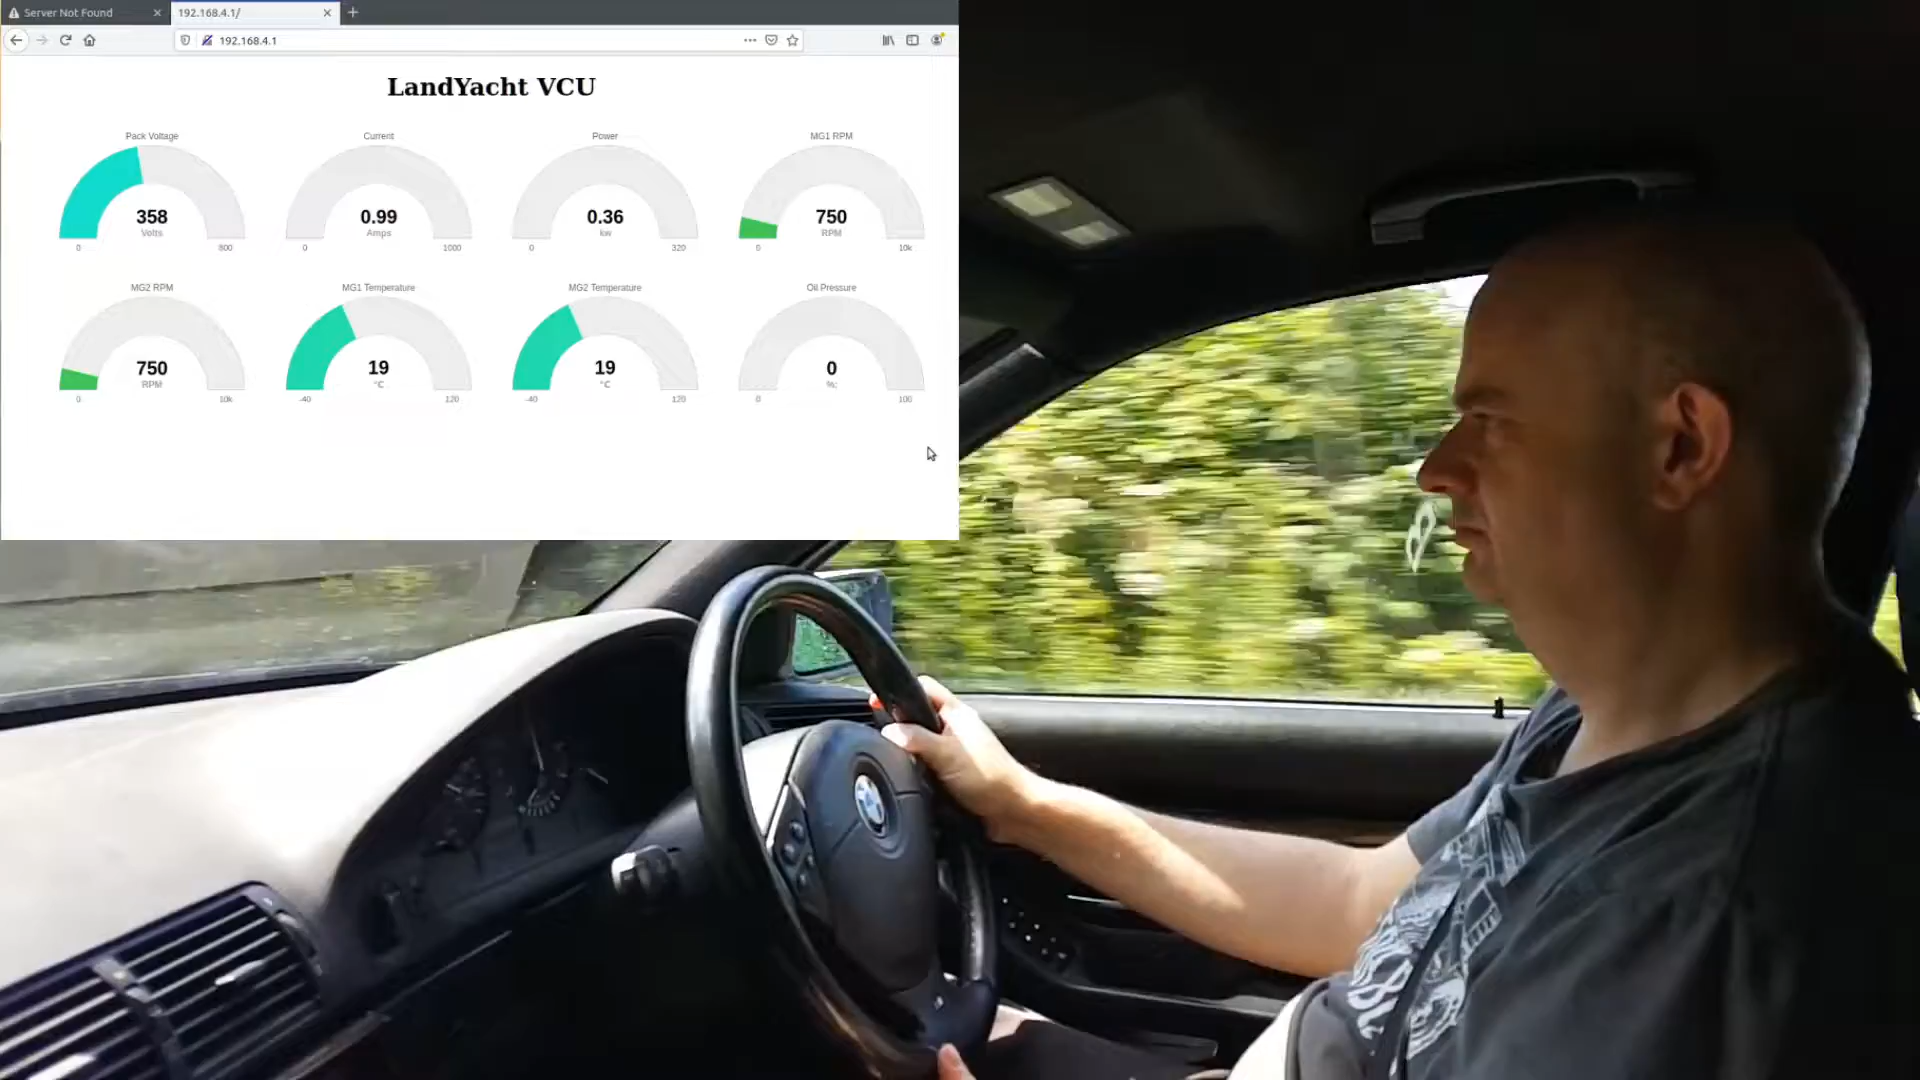 Server Not Found
192.168.4.1/
192.168.4.1
LandYacht VCU
Pack Voltage
358
Volts
0
800
Current
0.99
Amps
0
1000
Power
0.36
kw
0
320
MG1 RPM
750
RPM
0
10k
MG2 RPM
750
RPM
0
10k
MG1 Temperature
19
°C
-40
120
MG2 Temperature
19
°C
-40
120
Oil Pressure
0
%:
0
100